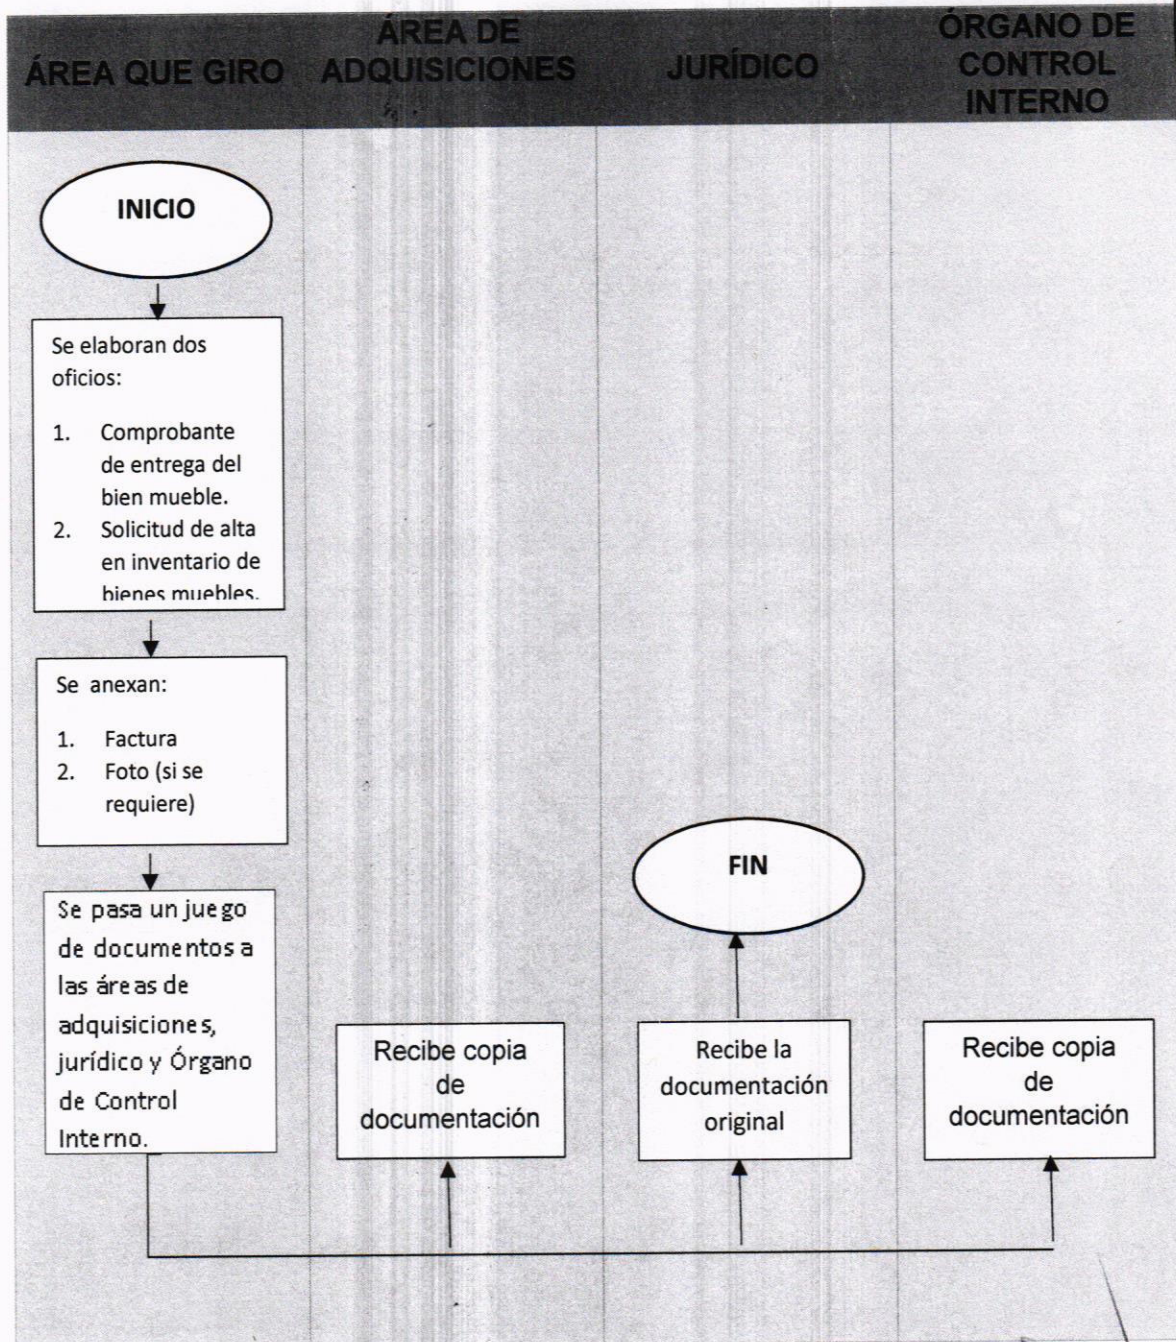 ÁREA QUE GIRO
ÁREA DE
ADQUISICIONES
JURÍDICO
ÓRGANO DE
CONTROL
INTERNO
INICIO
Se elaboran dos
oficios:
1. Comprobante
de entrega del
bien mueble.
2. Solicitud de alta
en inventario de
bienes muebles.
Se anexan:
1. Factura
2. Foto (si se
requiere)
Se pasa un juego
de documentos a
las áreas de
adquisiciones,
jurídico y Órgano
de Control
Interno.
Recibe copia
de
documentación
FIN
Recibe la
documentación
original
Recibe copia
de
documentación